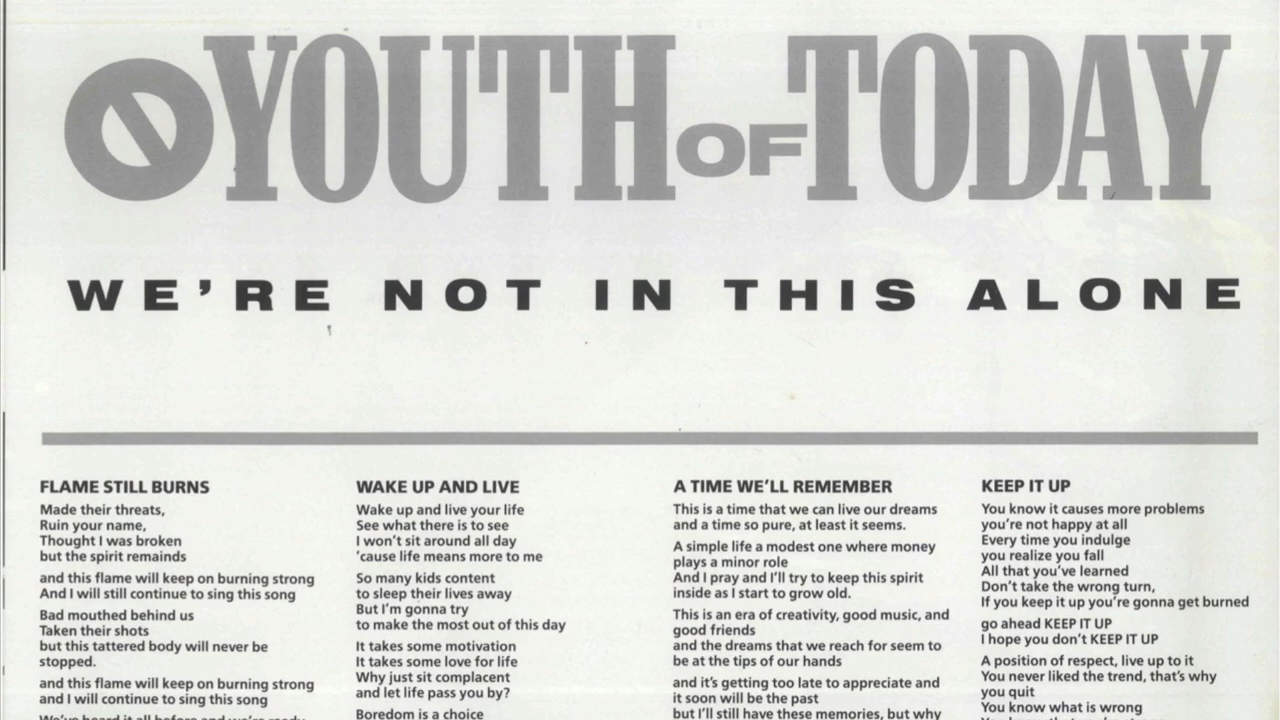 YOUTH OF TODAY
WE'RE NOT IN THIS ALONE
FLAME STILL BURNS
Made their threats,
Ruin your name,
Thought I was broken
but the spirit remainds
and this flame will keep on burning strong
And I will still continue to sing this song
Bad mouthed behind us
Taken their shots
but this tattered body will never be
stopped.
and this flame will keep on burning strong
and I will continue to sing this song
WAKE UP AND LIVE
Wake up and live your life
See what there is to see
I won't sit around all day
'cause life means more to me
So many kids content
to sleep their lives away
But I'm gonna try
to make the most out of this day
It takes some motivation
It takes some love for life
Why just sit complacent
and let life pass you by?
Boredom is a choice
A TIME WE'LL REMEMBER
This is a time that we can live our dreams
and a time so pure, at least it seems.
A simple life a modest one where money
plays a minor role
And I pray and I'll try to keep this spirit
inside as I start to grow old.
This is an era of creativity, good music, and
good friends
and the dreams that we reach for seem to
be at the tips of our hands
and it's getting too late to appreciate and
it soon will be the past
but I'll still have these memories, but why
KEEP IT UP
You know it causes more problems
you're not happy at all
Every time you indulge
you realize you fall
All that you've learned
Don't take the wrong turn,
If you keep it up you're gonna get burned
go ahead KEEP IT UP
I hope you don't KEEP IT UP
A position of respect, live up to it
You never liked the trend, that's why
you quit
You know what is wrong